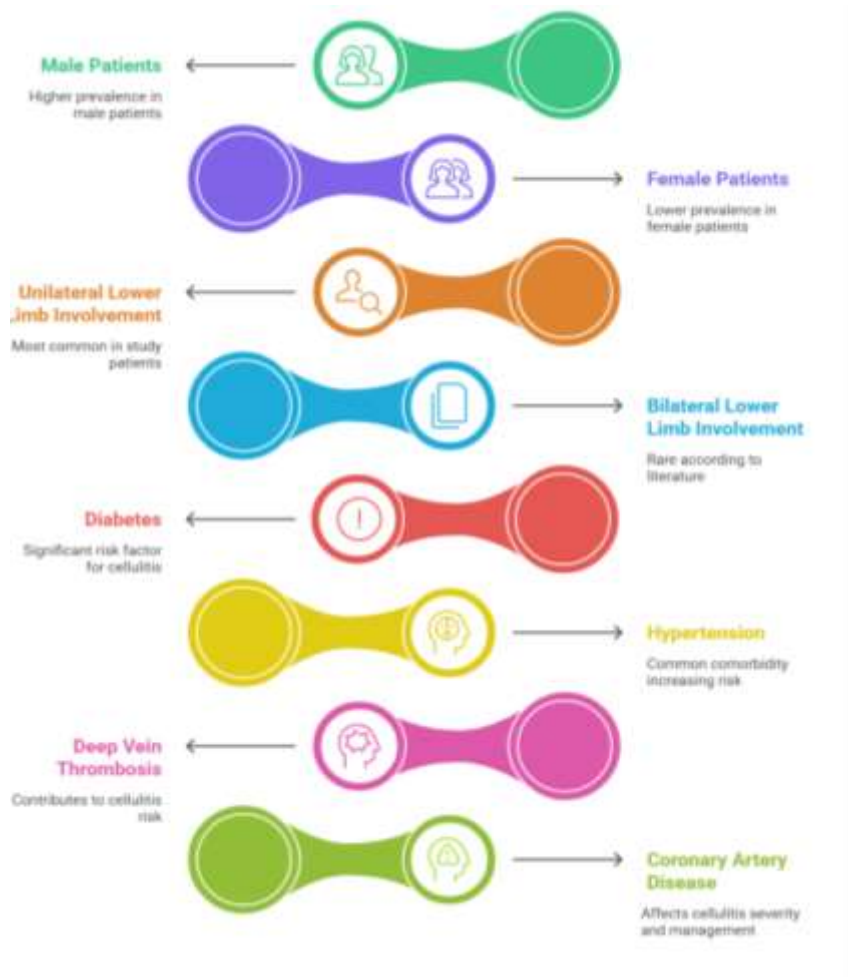 Male Patients
Higher prevalence in
male patients
Female Patients
Lower prevalence in
female patients
Unilateral Lower
Limb Involvement
Most common in study
patients
Bilateral Lower
Limb Involvement
Rare according to
literature
Diabetes
Significant risk factor
for cellulitis
Hypertension
Common comorbidity
increasing risk
Deep Vein
Thrombosis
Contributes to cellulitis
risk
Coronary Artery
Disease
Affects cellulitis severity
and management